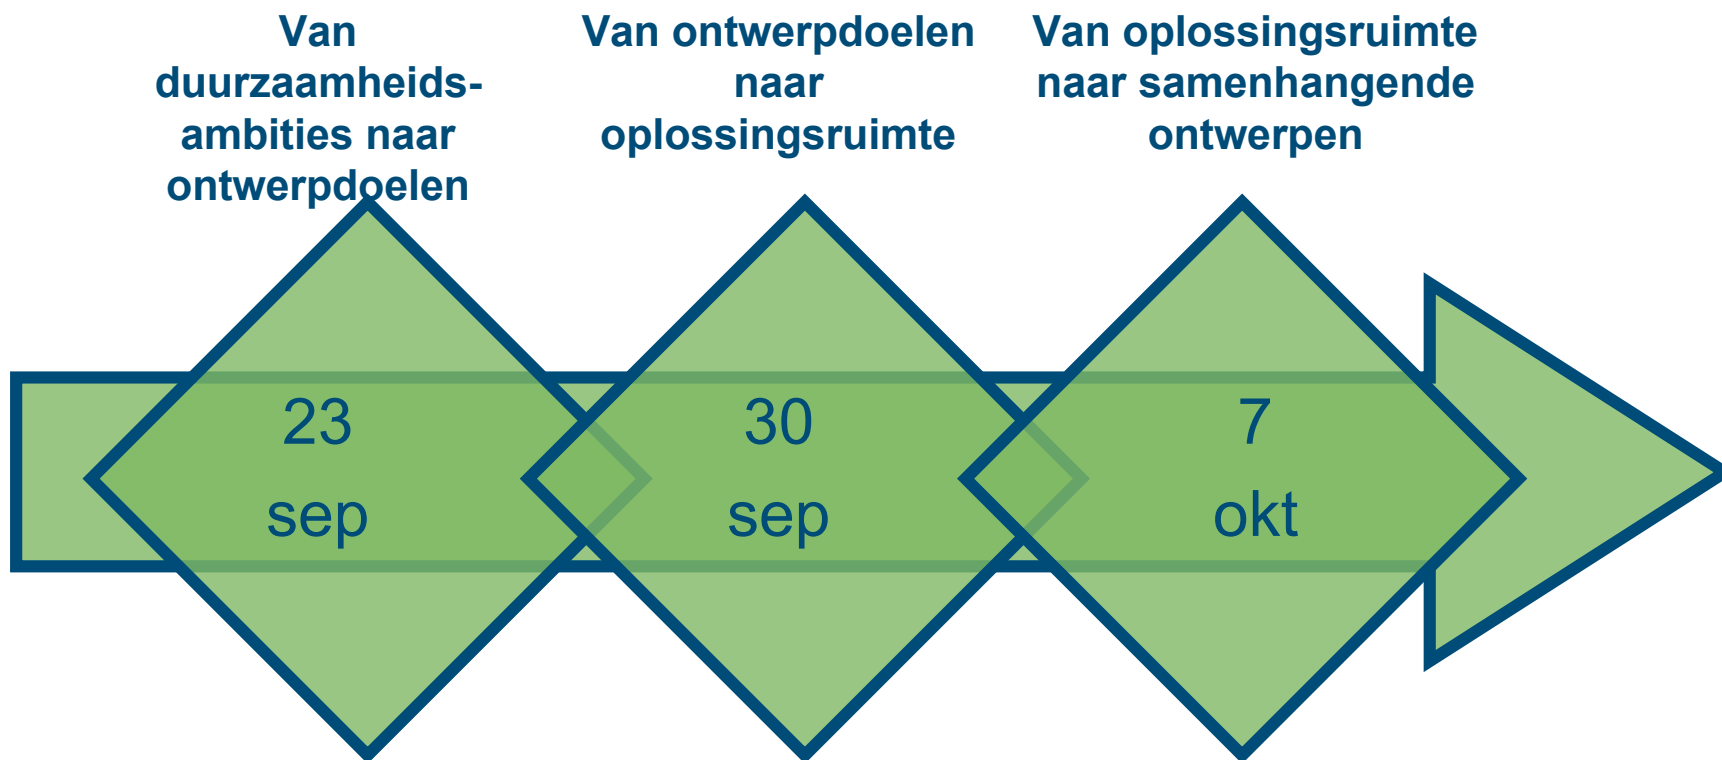 Van
duurzaamheids-
ambities naar
ontwerpdoelen
Van ontwerpdoelen
naar
oplossingsruimte
Van oplossingsruimte
naar samenhangende
ontwerpen
23
sep
30
sep
7
okt